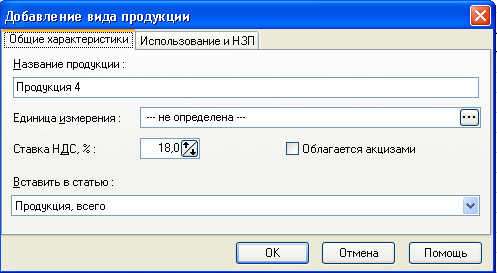 Добавление вида продукции
Общие характеристики Использование и НЗП
Название продукции :
Продукция 4
Единица измерения : --- не определена --- ...
Ставка НДС, % : 18,0 Облагается акцизами
Вставить в статью :
Продукция, всего
OK Отмена Помощь